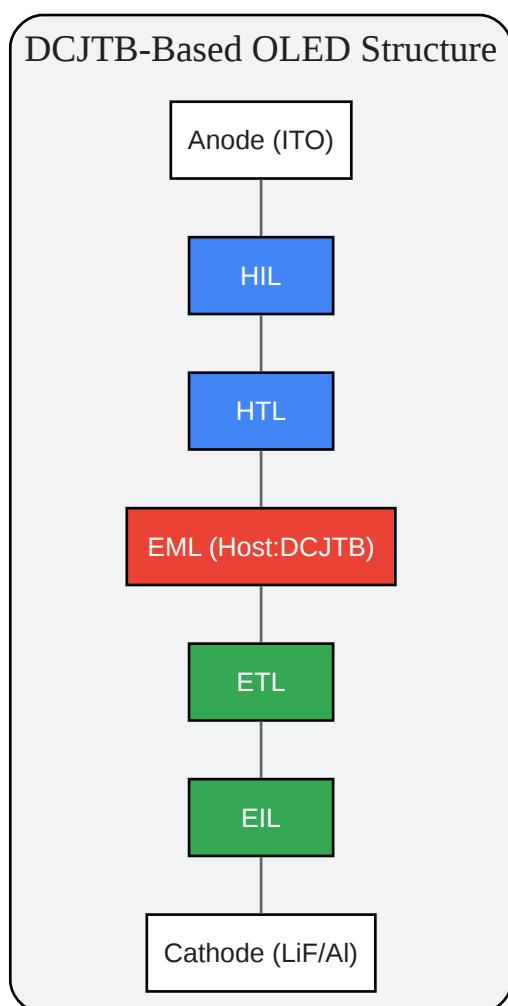 DCJTB-Based OLED Structure
Anode (ITO)
HIL
HTL
EML (Host:DCJTB)
ETL
EIL
Cathode (LiF/Al)